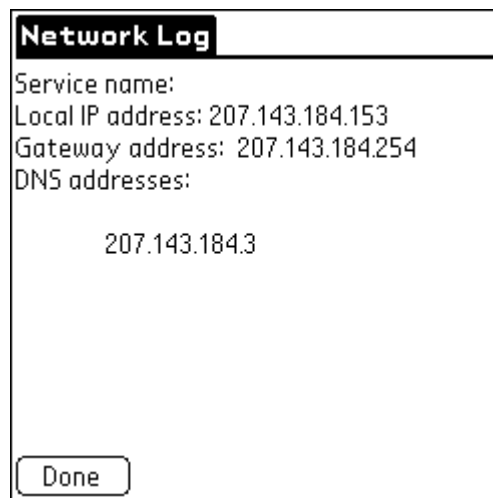 Network Log
Service name:
Local IP address: 207.143.184.153
Gateway address: 207.143.184.254
DNS addresses:
207.143.184.3
Done